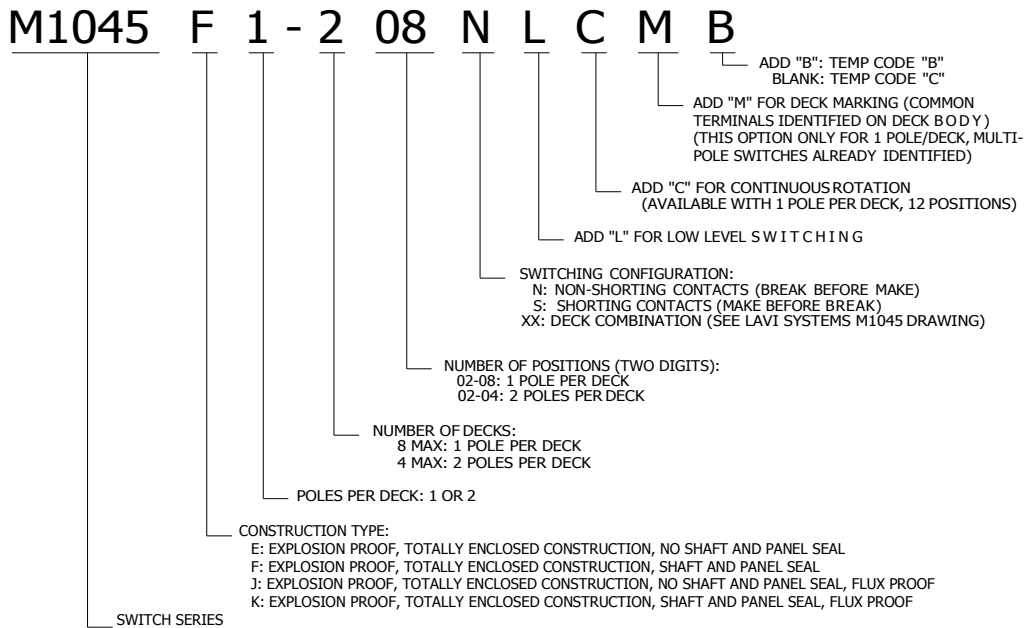 M1045 F 1 - 2 08 N L C M B
ADD "B": TEMP CODE "B"
BLANK: TEMP CODE "C"
ADD "M" FOR DECK MARKING (COMMON
TERMINALS IDENTIFIED ON DECK BODY)
(THIS OPTION ONLY FOR 1 POLE/DECK, MULTI-
POLE SWITCHES ALREADY IDENTIFIED)
ADD "C" FOR CONTINUOUS ROTATION
(AVAILABLE WITH 1 POLE PER DECK, 12 POSITIONS)
ADD "L" FOR LOW LEVEL SWITCHING
SWITCHING CONFIGURATION:
N: NON-SHORTING CONTACTS (BREAK BEFORE MAKE)
S: SHORTING CONTACTS (MAKE BEFORE BREAK)
XX: DECK COMBINATION (SEE LAVI SYSTEMS M1045 DRAWING)
NUMBER OF POSITIONS (TWO DIGITS):
02-08: 1 POLE PER DECK
02-04: 2 POLES PER DECK
NUMBER OF DECKS:
8 MAX: 1 POLE PER DECK
4 MAX: 2 POLES PER DECK
POLES PER DECK: 1 OR 2
CONSTRUCTION TYPE:
E: EXPLOSION PROOF, TOTALLY ENCLOSED CONSTRUCTION, NO SHAFT AND PANEL SEAL
F: EXPLOSION PROOF, TOTALLY ENCLOSED CONSTRUCTION, SHAFT AND PANEL SEAL
J: EXPLOSION PROOF, TOTALLY ENCLOSED CONSTRUCTION, NO SHAFT AND PANEL SEAL, FLUX PROOF
K: EXPLOSION PROOF, TOTALLY ENCLOSED CONSTRUCTION, SHAFT AND PANEL SEAL, FLUX PROOF
SWITCH SERIES